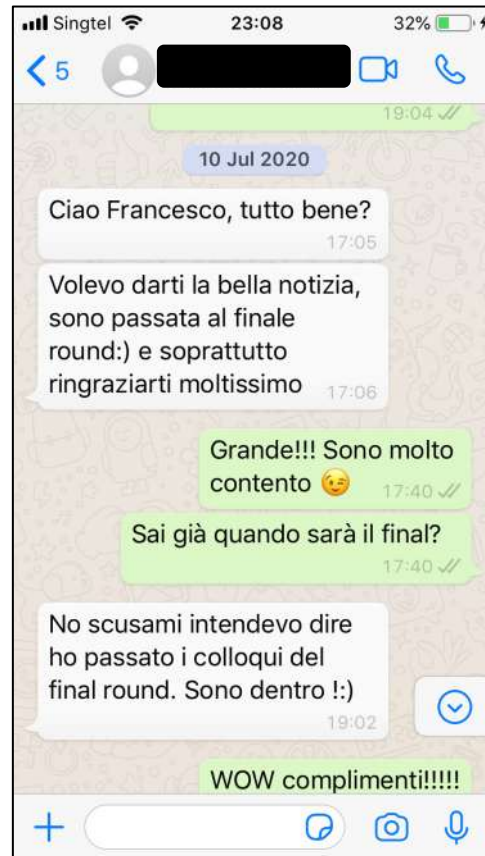 Singtel 23:08 32%
5
19:04
10 Jul 2020
Ciao Francesco, tutto bene?
17:05
Volevo darti la bella notizia,
sono passata al finale
round:) e soprattutto
ringraziarti moltissimo 17:06
Grande!!! Sono molto
contento 😉 17:40
Sai già quando sarà il final?
17:40
No scusami intendevo dire
ho passato i colloqui del
final round. Sono dentro !:)
19:02
WOW complimenti!!!!!